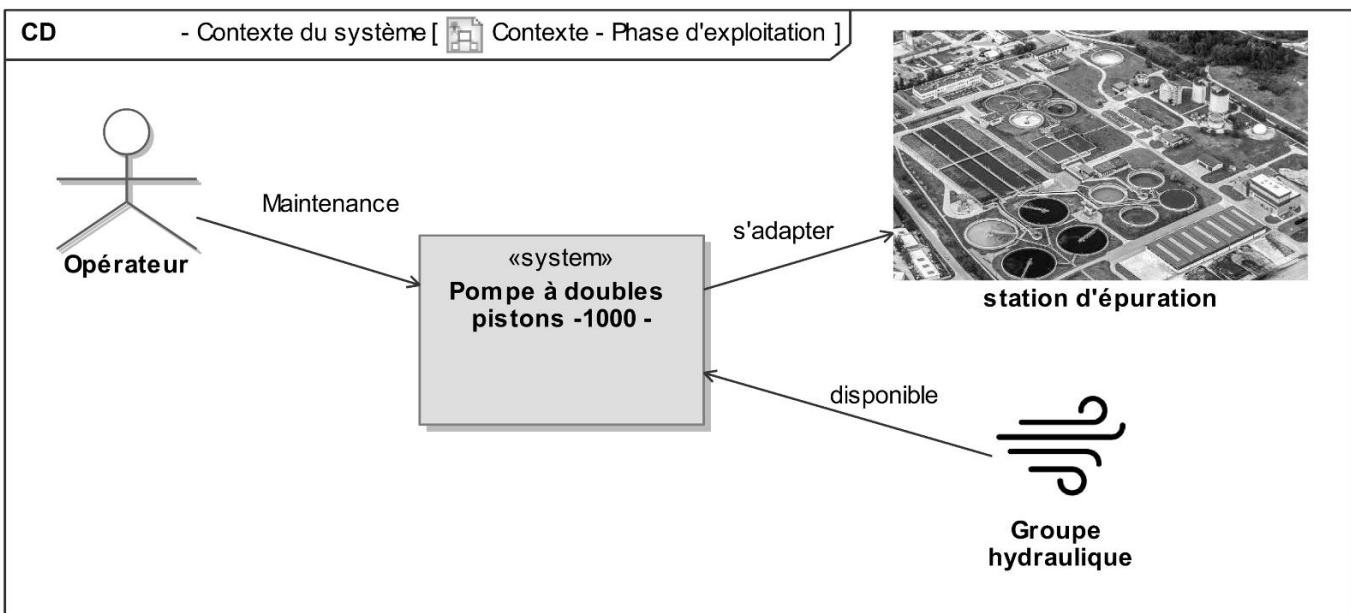 CD - Contexte du système [ Contexte - Phase d'exploitation ]
Maintenance
Opérateur
«system»
Pompe à doubles
pistons -1000 -
s'adapter
station d'épuration
disponible
Groupe
hydraulique